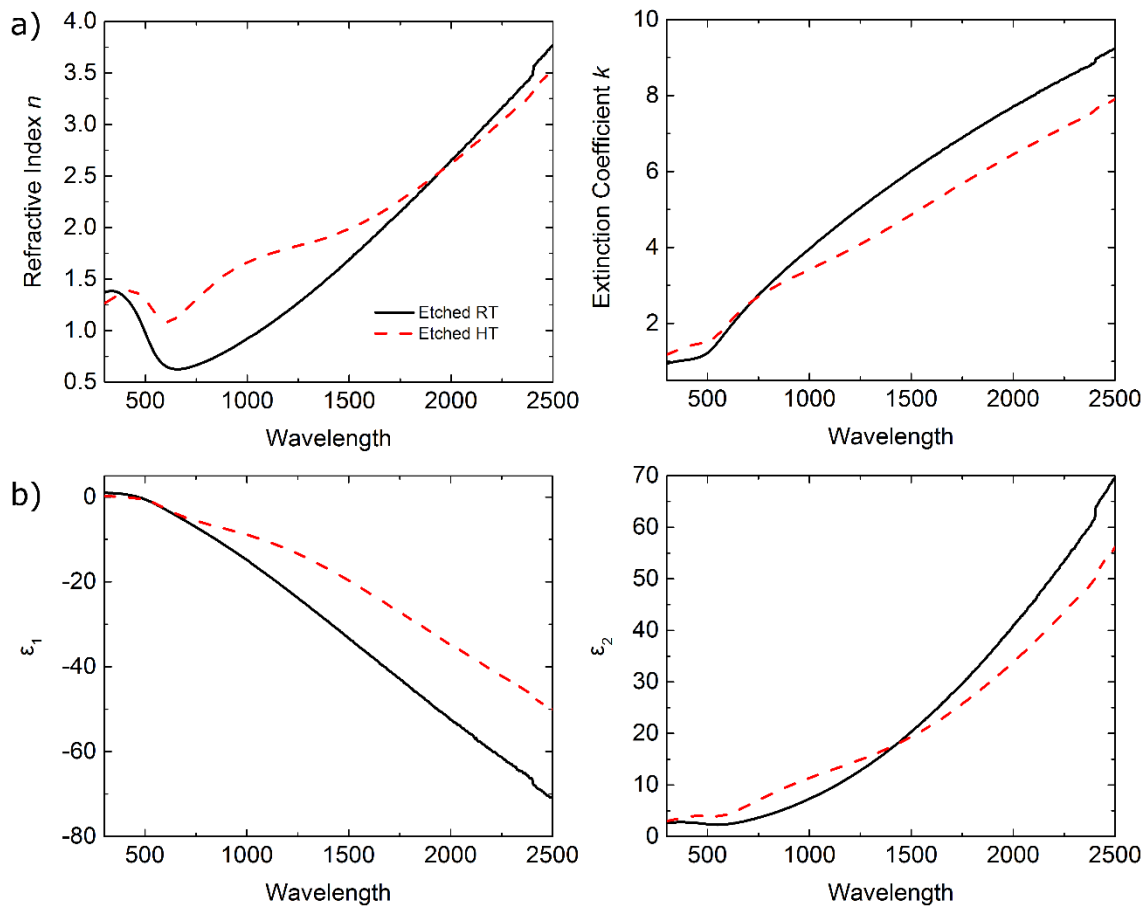 a)
4.0
3.5
3.0
2.5
2.0
1.5
1.0
0.5
Refractive Index n
500 1000 1500 2000 2500
Wavelength
Etched RT
Etched HT
10
8
6
4
2
Extinction Coefficient k
500 1000 1500 2000 2500
Wavelength
b)
0
-20
-40
-60
-80
ε1
500 1000 1500 2000 2500
Wavelength
70
60
50
40
30
20
10
0
ε2
500 1000 1500 2000 2500
Wavelength